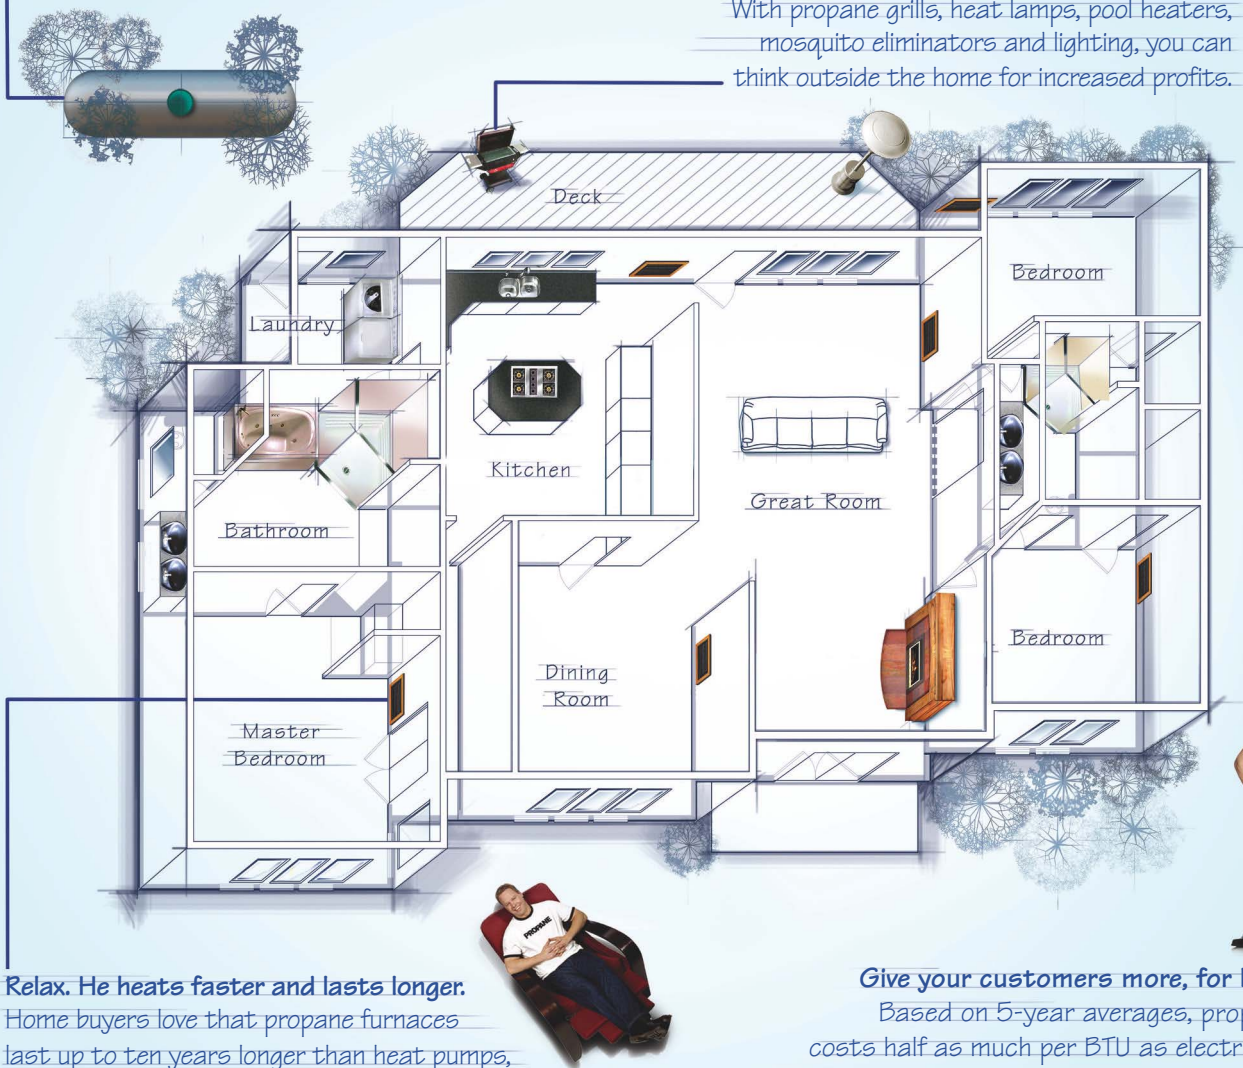 With propane grills, heat lamps, pool heaters,
mosquito eliminators and lighting, you can
think outside the home for increased profits.
Deck
Bedroom
Laundry
Kitchen
Great Room
Bathroom
Bedroom
Dining
Room
Master
Bedroom
PROPANE
Relax. He heats faster and lasts longer.
Home buyers love that propane furnaces
last up to ten years longer than heat pumps,
Give your customers more, for
Based on 5-year averages,
costs half as much per BTU as